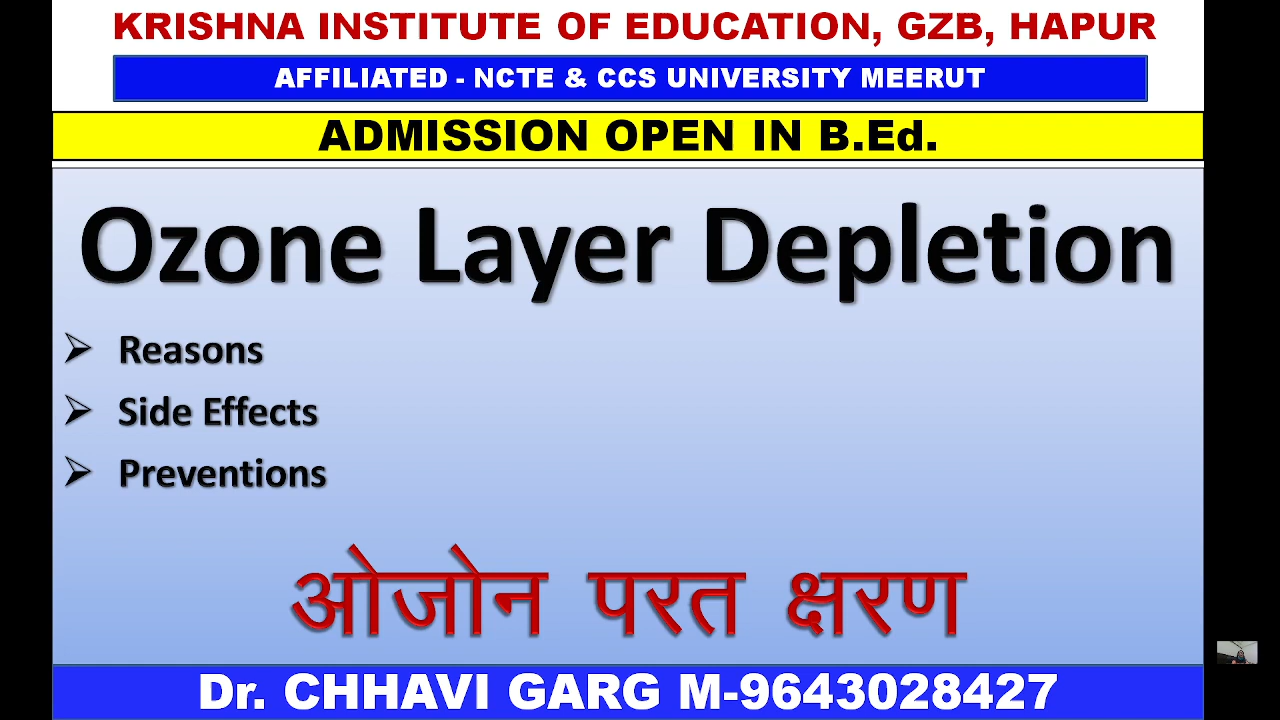 KRISHNA INSTITUTE OF EDUCATION, GZB, HAPUR
AFFILIATED - NCTE & CCS UNIVERSITY MEERUT
ADMISSION OPEN IN B.Ed.
Ozone Layer Depletion
Reasons
Side Effects
Preventions
ओजोन परत क्षरण
Dr. CHHAVI GARG M-9643028427